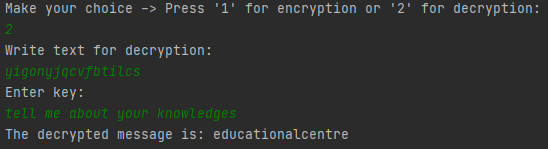 Make your choice -> Press '1' for encryption or '2' for decryption:
2
Write text for decryption:
yigonyjqcvfbtilcs
Enter key:
tell me about your knowledges
The decrypted message is: educationalcentre